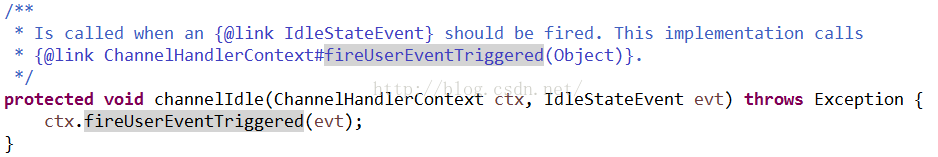 /**
 * Is called when an {@link IdleStateEvent} should be fired. This implementation calls
 * {@link ChannelHandlerContext#fireUserEventTriggered(Object)}.
 */
http://blog.csdn.net/
protected void channelIdle(ChannelHandlerContext ctx, IdleStateEvent evt) throws Exception {
    ctx.fireUserEventTriggered(evt);
}